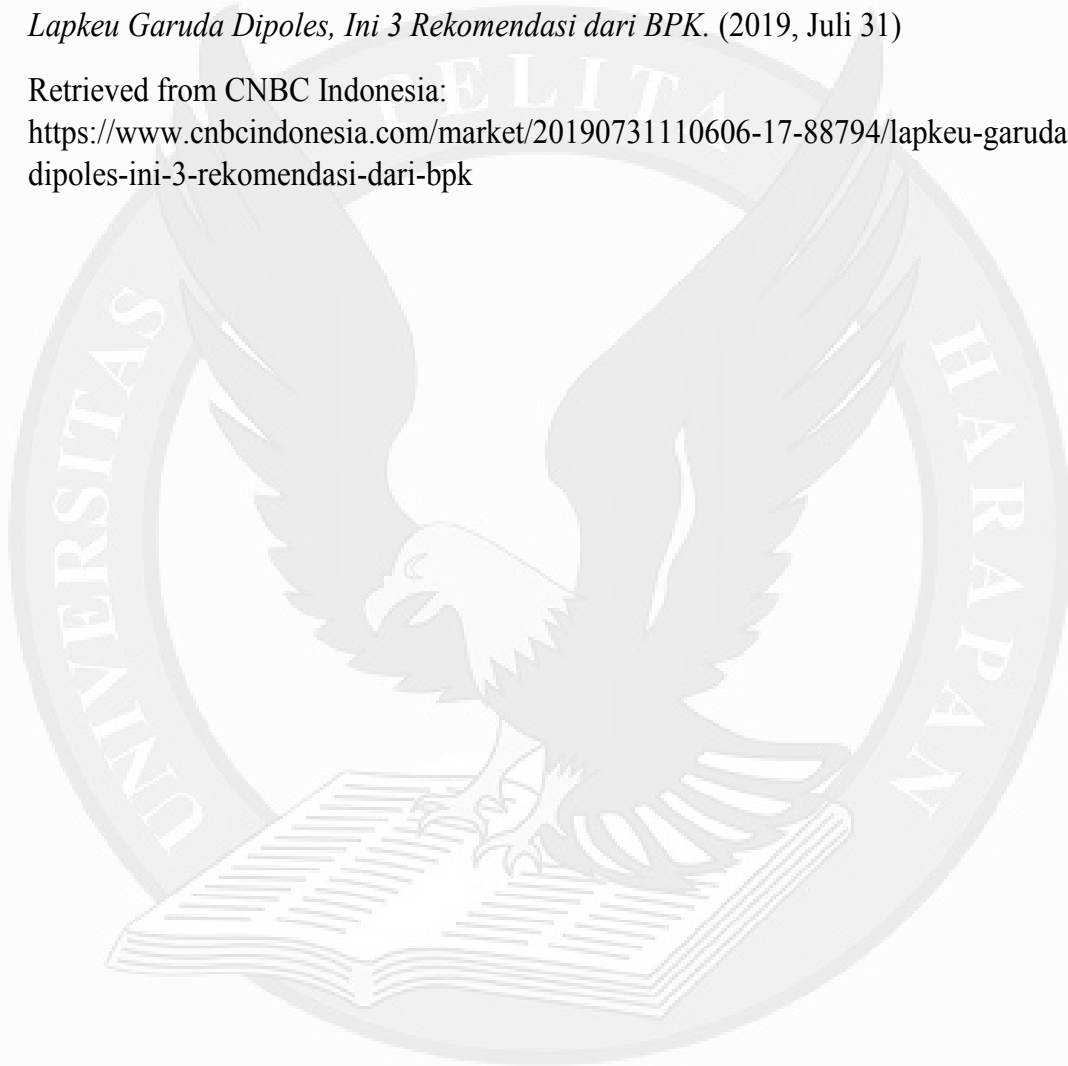 Lapkeu Garuda Dipoles, Ini 3 Rekomendasi dari BPK. (2019, Juli 31)
Retrieved from CNBC Indonesia:
https://www.cnbcindonesia.com/market/20190731110606-17-88794/lapkeu-garuda
dipoles-ini-3-rekomendasi-dari-bpk
UNIVERSITAS
PELITA
HARAPAN